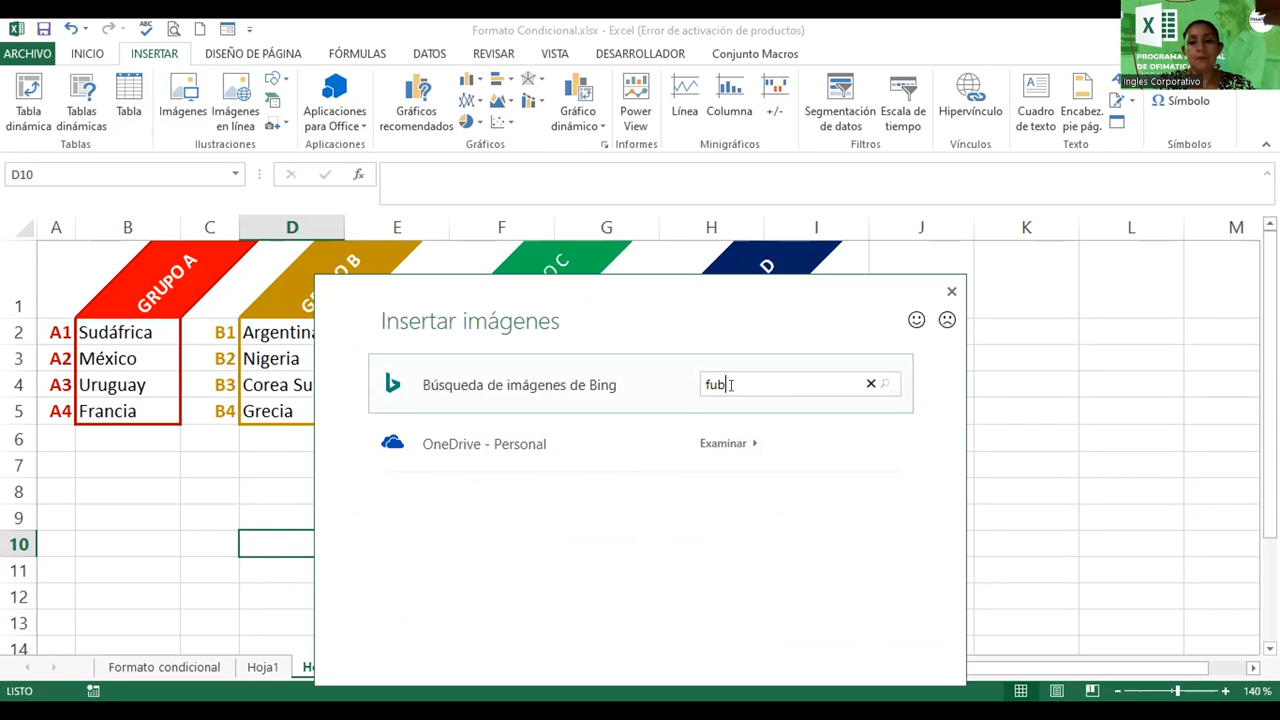 Formato Condicional.xlsx - Excel (Error de activación de productos)
ARCHIVO INICIO INSERTAR DISEÑO DE PÁGINA FÓRMULAS DATOS REVISAR VISTA DESARROLLADOR Conjunto Macros
PROGRAMA
DE OFIMATICA
Ingles Corporativo
Tabla dinámica
Tablas dinámicas
Tabla
Imágenes
Imágenes en línea
Aplicaciones para Office
Gráficos recomendados
Gráfico dinámico
Power View
Línea
Columna
+/-
Segmentación de datos
Escala de tiempo
Hipervínculo
Cuadro de texto
Encabez. pie pág.
Ω Símbolo
Tablas Ilustraciones Aplicaciones Gráficos Informes Minigráficos Filtros Vínculos Texto Símbolos
D10 fx
A B C D E F G H I J K L M
1 GRUPO A
2 A1 Sudáfrica B1 Argentina
3 A2 México B2 Nigeria
4 A3 Uruguay B3 Corea Su
5 A4 Francia B4 Grecia
6
7
8
9
10
11
12
13
14
Insertar imágenes
Búsqueda de imágenes de Bing fub
OneDrive - Personal Examinar
Formato condicional Hoja1
LISTO 140 %